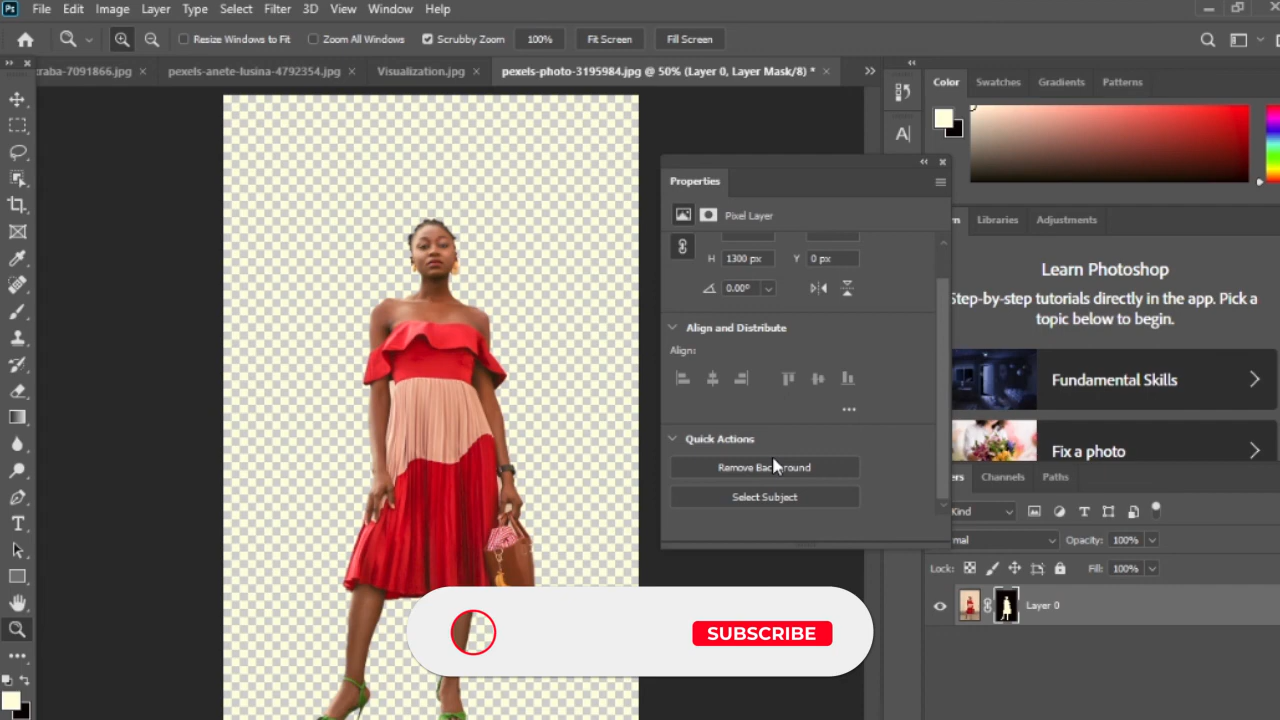 Ps File Edit Image Layer Type Select Filter 3D View Window Help
Resize Windows to Fit Zoom All Windows Scrubby Zoom 100% Fit Screen Fill Screen
raba-7091866.jpg pexels-anete-lusina-4792354.jpg Visualization.jpg pexels-photo-3195984.jpg @ 50% (Layer 0, Layer Mask/8) *
Color Swatches Gradients Patterns
Properties
Pixel Layer
H 1300 px Y 0 px
0.00°
Align and Distribute
Align:
Quick Actions
Remove Background
Select Subject
Libraries Adjustments
Learn Photoshop
Step-by-step tutorials directly in the app. Pick a
topic below to begin.
Fundamental Skills
Fix a photo
Channels Paths
Kind
Opacity: 100%
Lock: Fill: 100%
Layer 0
SUBSCRIBE